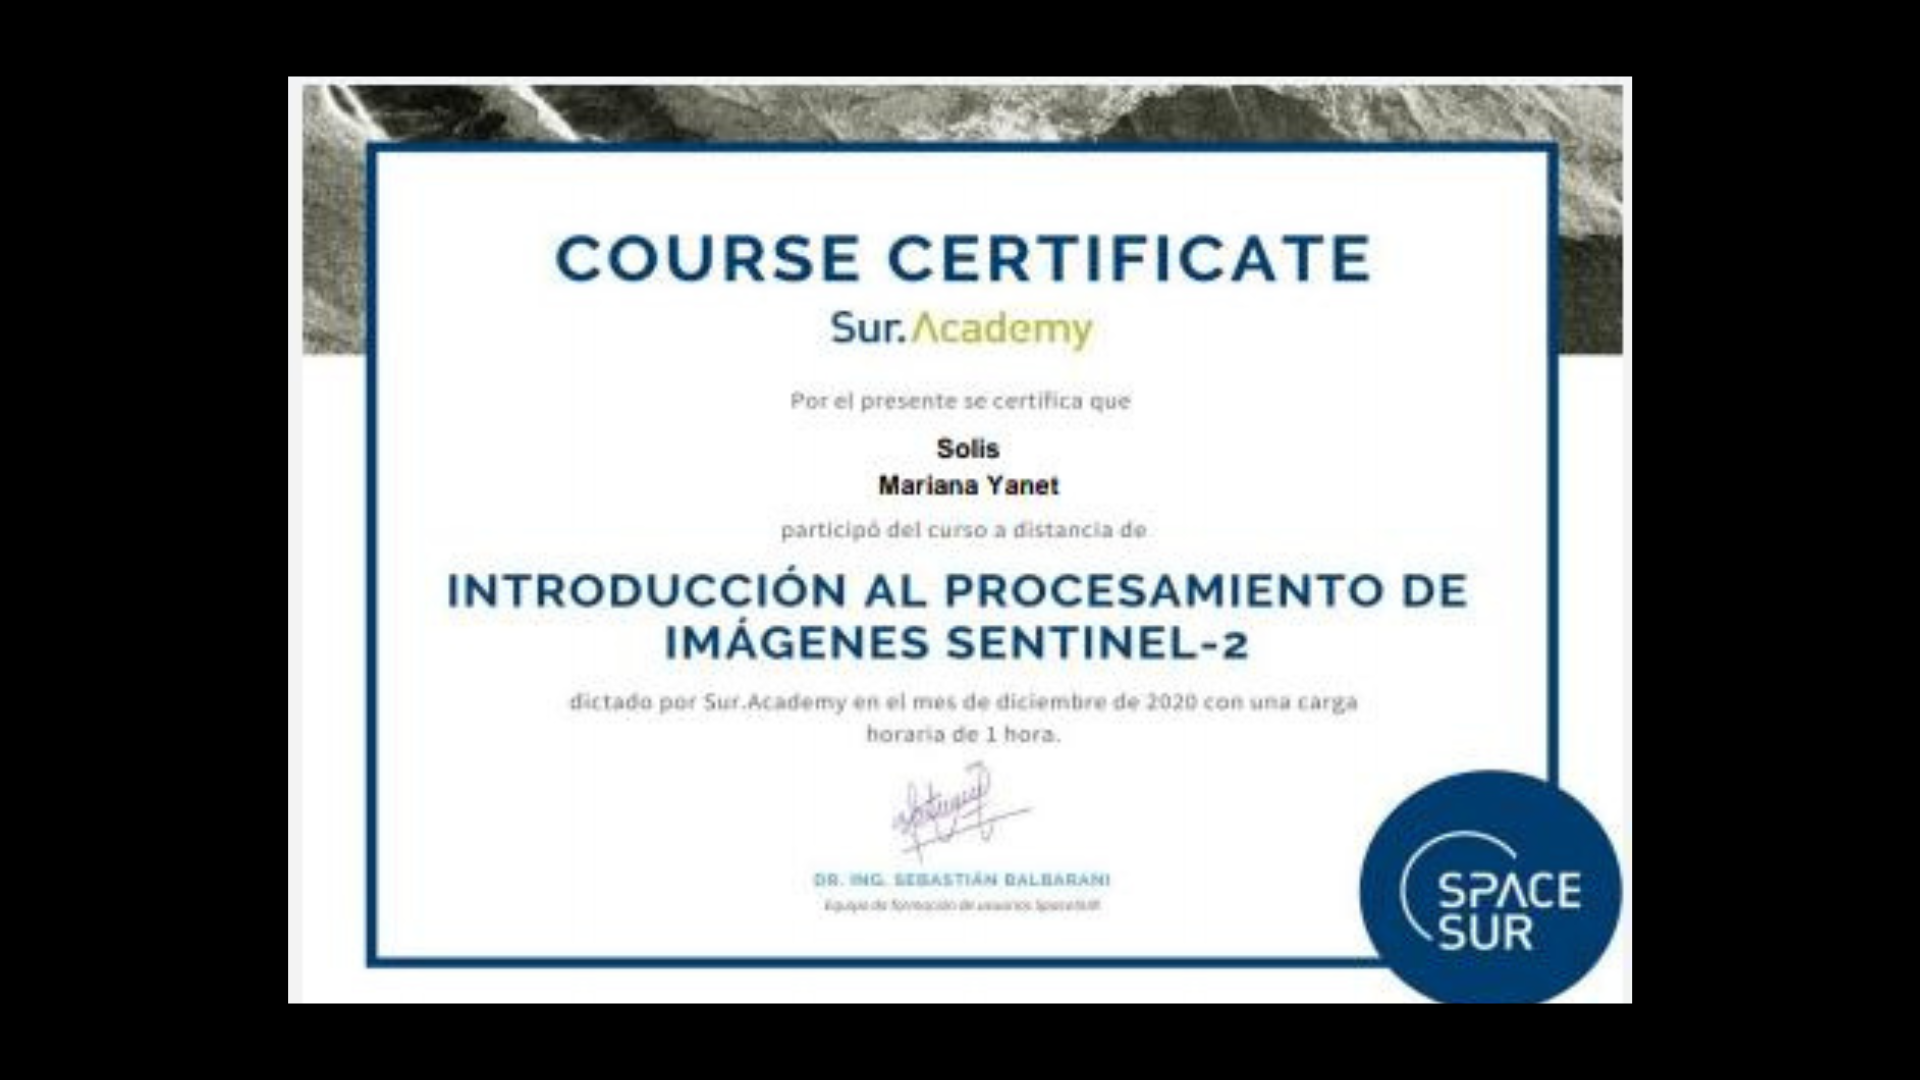 COURSE CERTIFICATE
Sur.Academy
Por el presente se certifica que
Solis
Mariana Yanet
participó del curso a distancia de
INTRODUCCIÓN AL PROCESAMIENTO DE
IMÁGENES SENTINEL-2
dictado por Sur.Academy en el mes de diciembre de 2020 con una carga
horaria de 1 hora.
DR. ING. SEBASTIÁN BALBARANI
Equipo de formación de usuarios SpaceSUR
SPACE
SUR